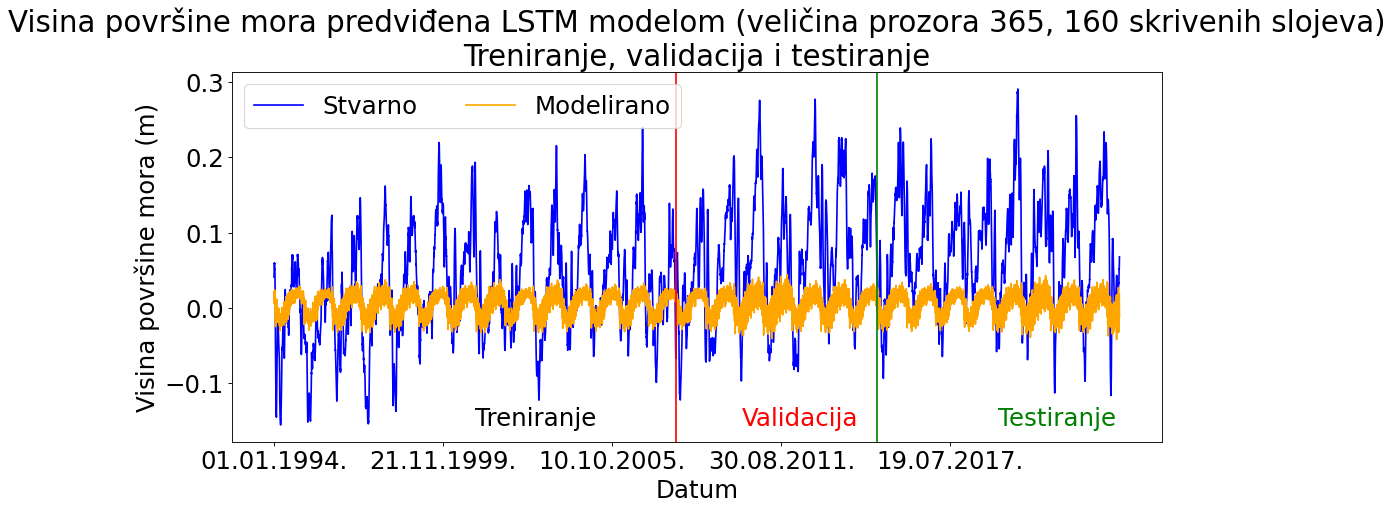 Visina površine mora predviđena LSTM modelom (veličina prozora 365, 160 skrivenih slojeva)
Treniranje, validacija i testiranje
Stvarno
Modelirano
Visina površine mora (m)
0.3
0.2
0.1
0.0
−0.1
Treniranje
Validacija
Testiranje
01.01.1994.
21.11.1999.
10.10.2005.
30.08.2011.
19.07.2017.
Datum